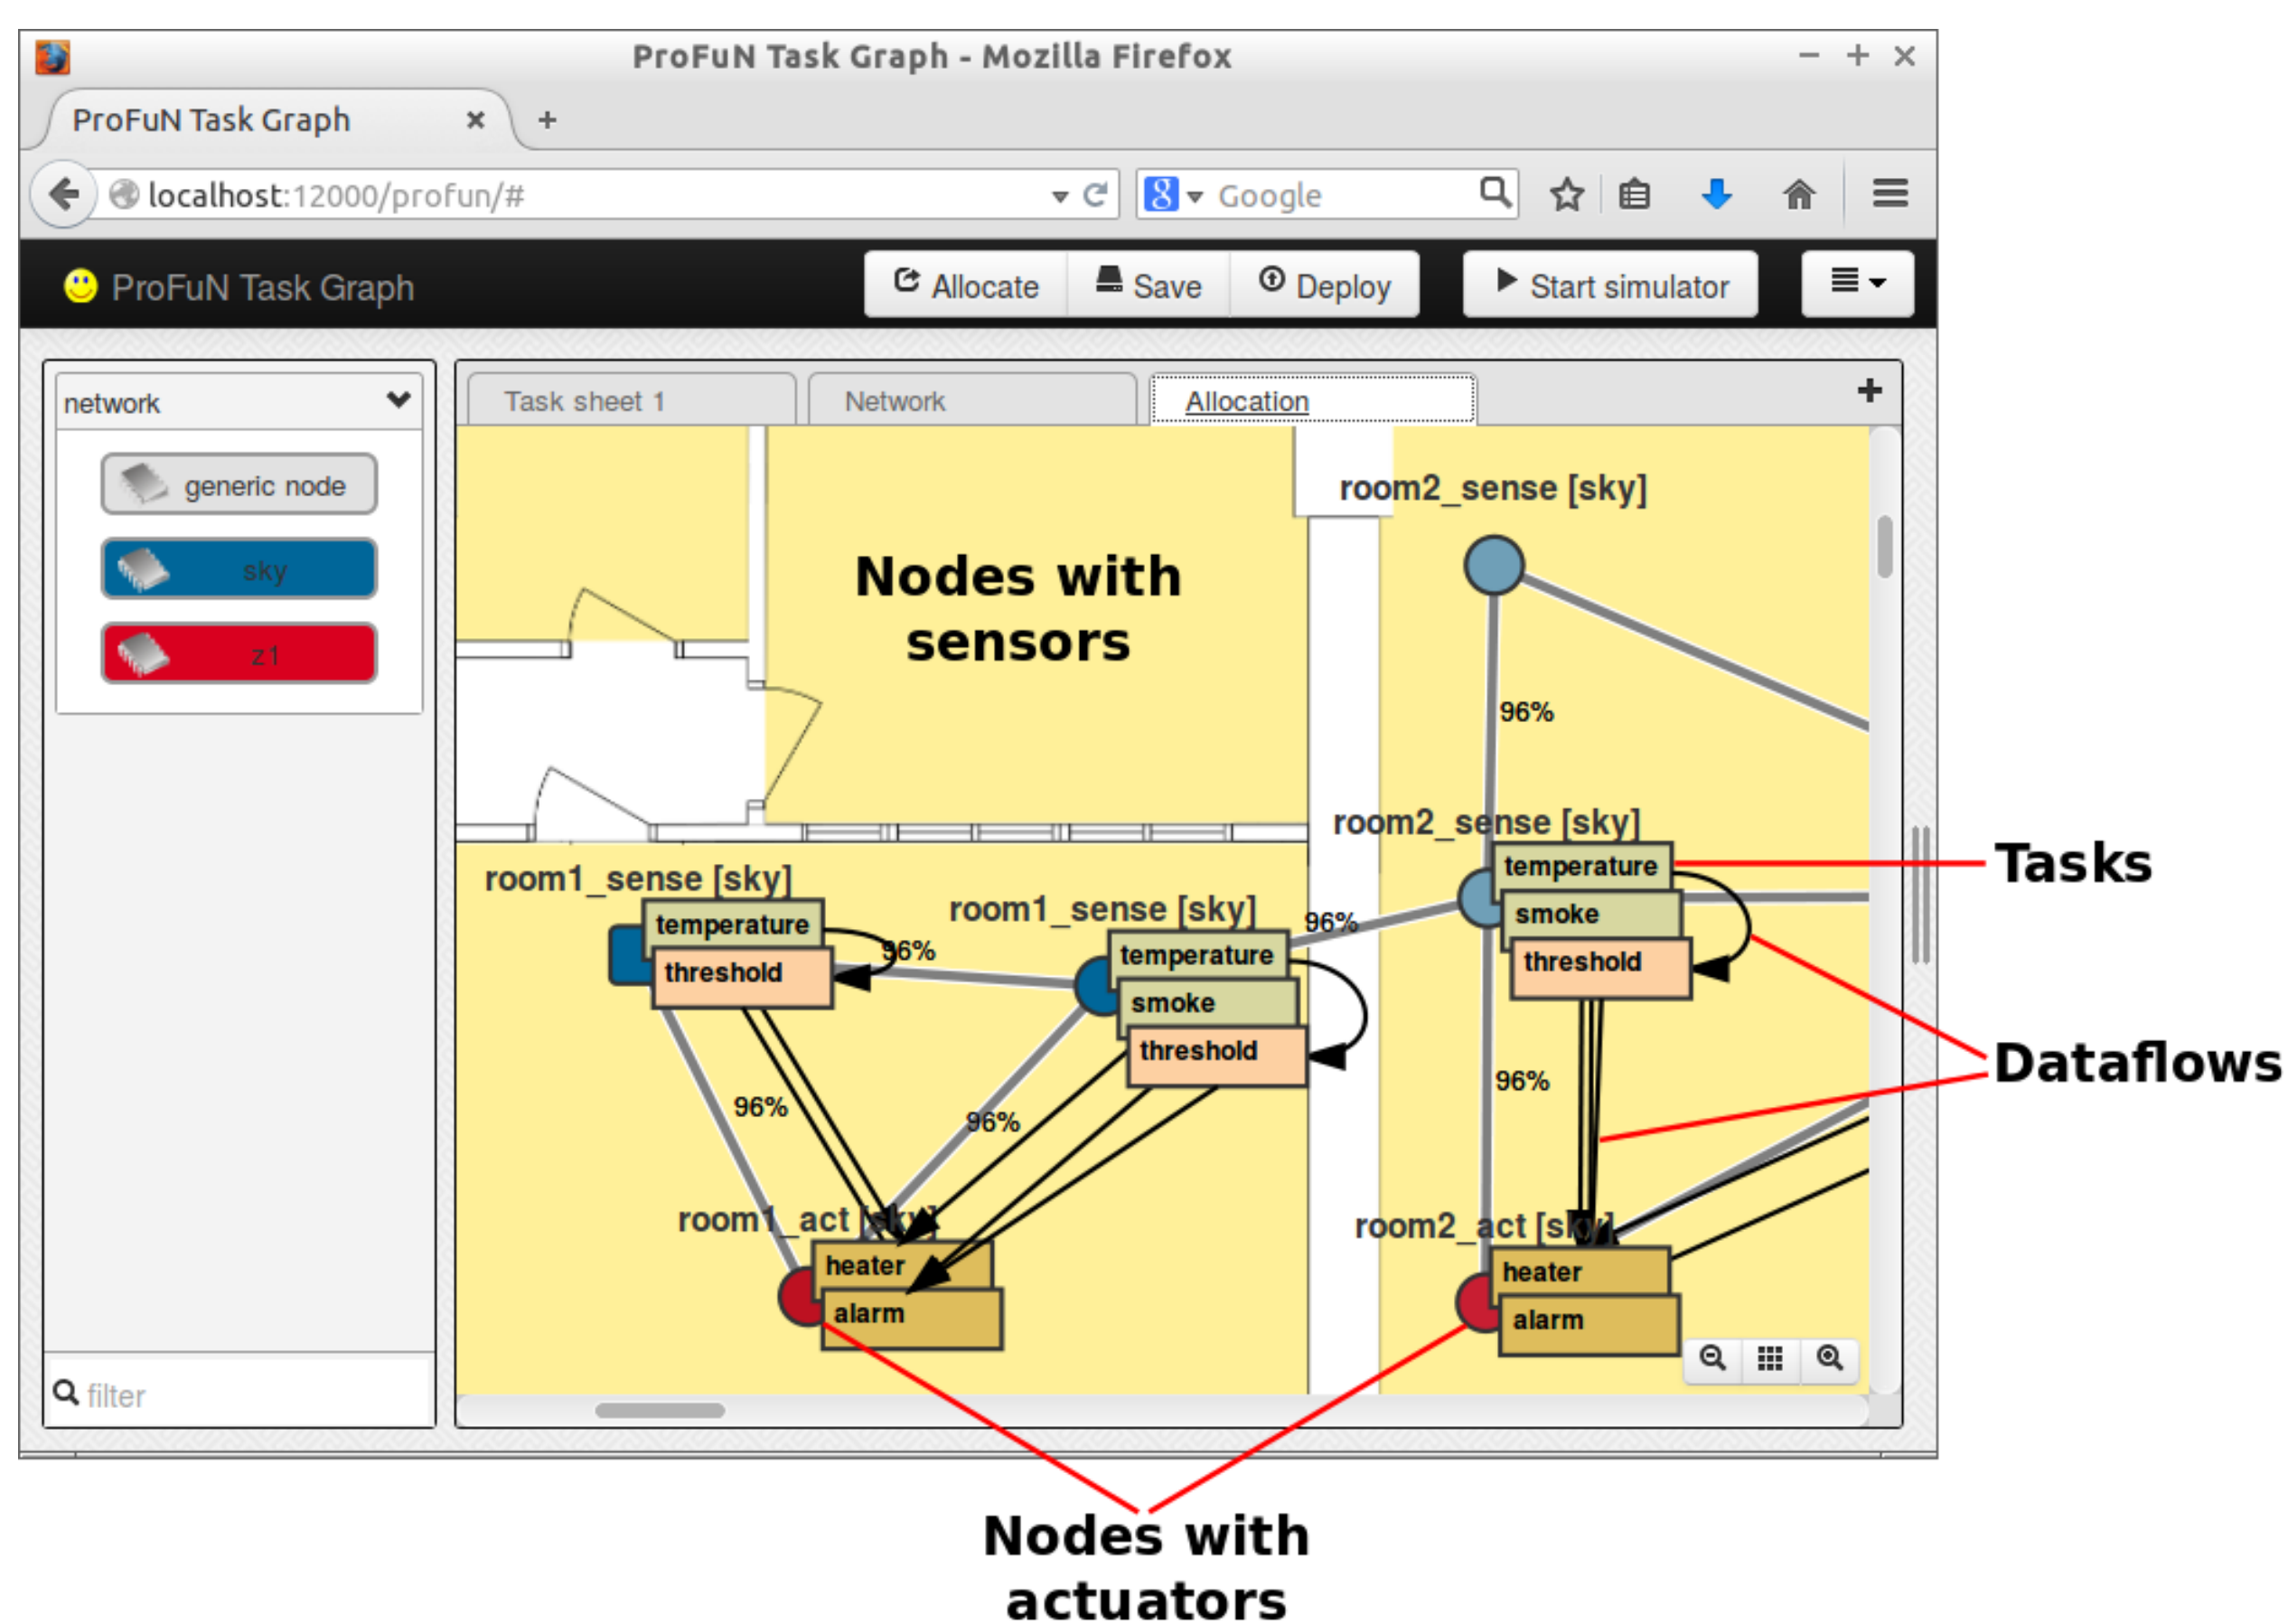 ProFuN Task Graph - Mozilla Firefox
ProFuN Task Graph
localhost:12000/profun/#
Google
ProFuN Task Graph
Allocate
Save
Deploy
Start simulator
network
generic node
sky
z1
filter
Task sheet 1
Network
Allocation
room2_sense [sky]
Nodes with
sensors
96%
room2_sense [sky]
temperature
smoke
threshold
Tasks
room1_sense [sky]
temperature
threshold
96%
room1_sense [sky]
temperature
smoke
threshold
96%
Dataflows
96%
96%
96%
room1_act [sky]
heater
alarm
room2_act [sky]
heater
alarm
Nodes with
actuators